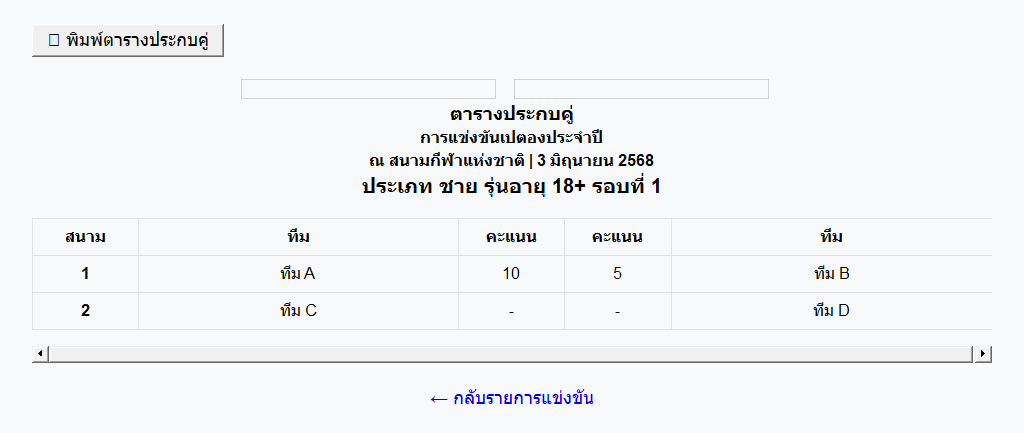 พิมพ์ตารางประกบคู่
ตารางประกบคู่
การแข่งขันเปตองประจำปี
ณ สนามกีฬาแห่งชาติ | 3 มิถุนายน 2568
ประเภท ชาย รุ่นอายุ 18+ รอบที่ 1
สนาม ทีม คะแนน คะแนน ทีม
1 ทีม A 10 5 ทีม B
2 ทีม C - - ทีม D
← กลับรายการแข่งขัน